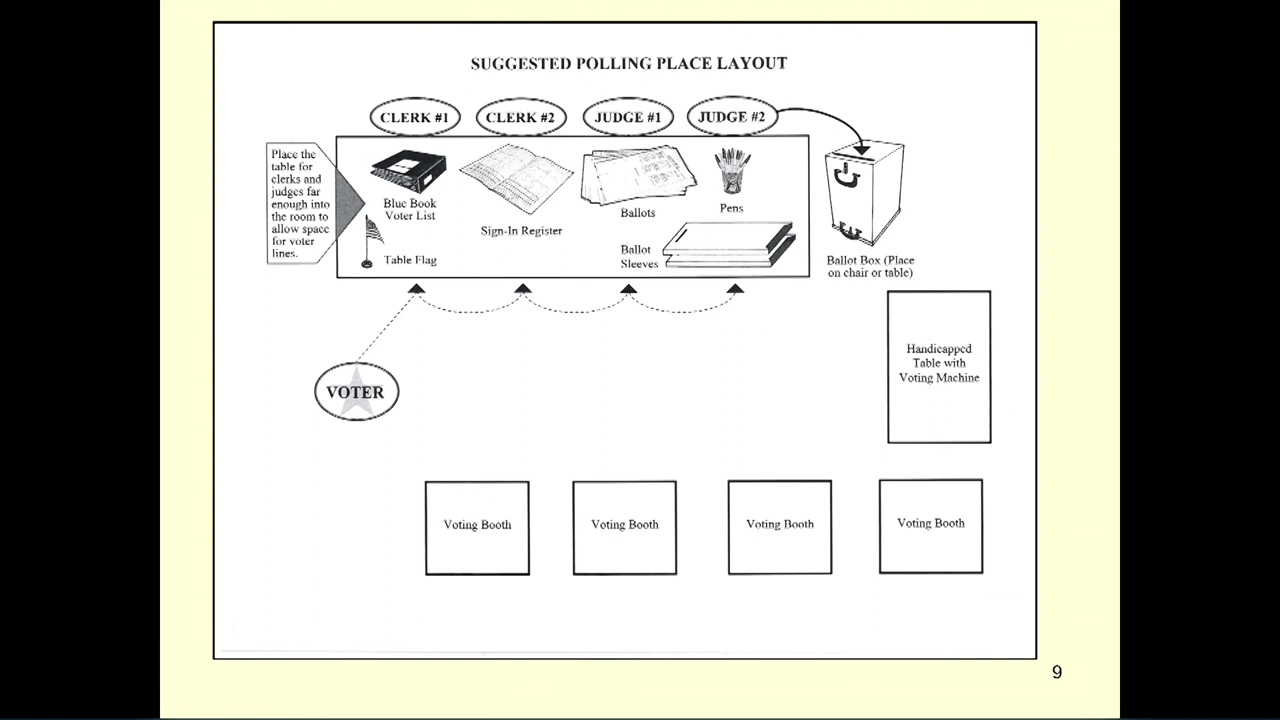 SUGGESTED POLLING PLACE LAYOUT
CLERK #1
CLERK #2
JUDGE #1
JUDGE #2
Place the
table for
clerks and
judges far
enough into
the room to
allow space
for voter
lines.
Blue Book
Voter List
Table Flag
Sign-In Register
Ballots
Pens
Ballot
Sleeves
Ballot Box (Place
on chair or table)
VOTER
Handicapped
Table with
Voting Machine
Voting Booth
Voting Booth
Voting Booth
Voting Booth
9